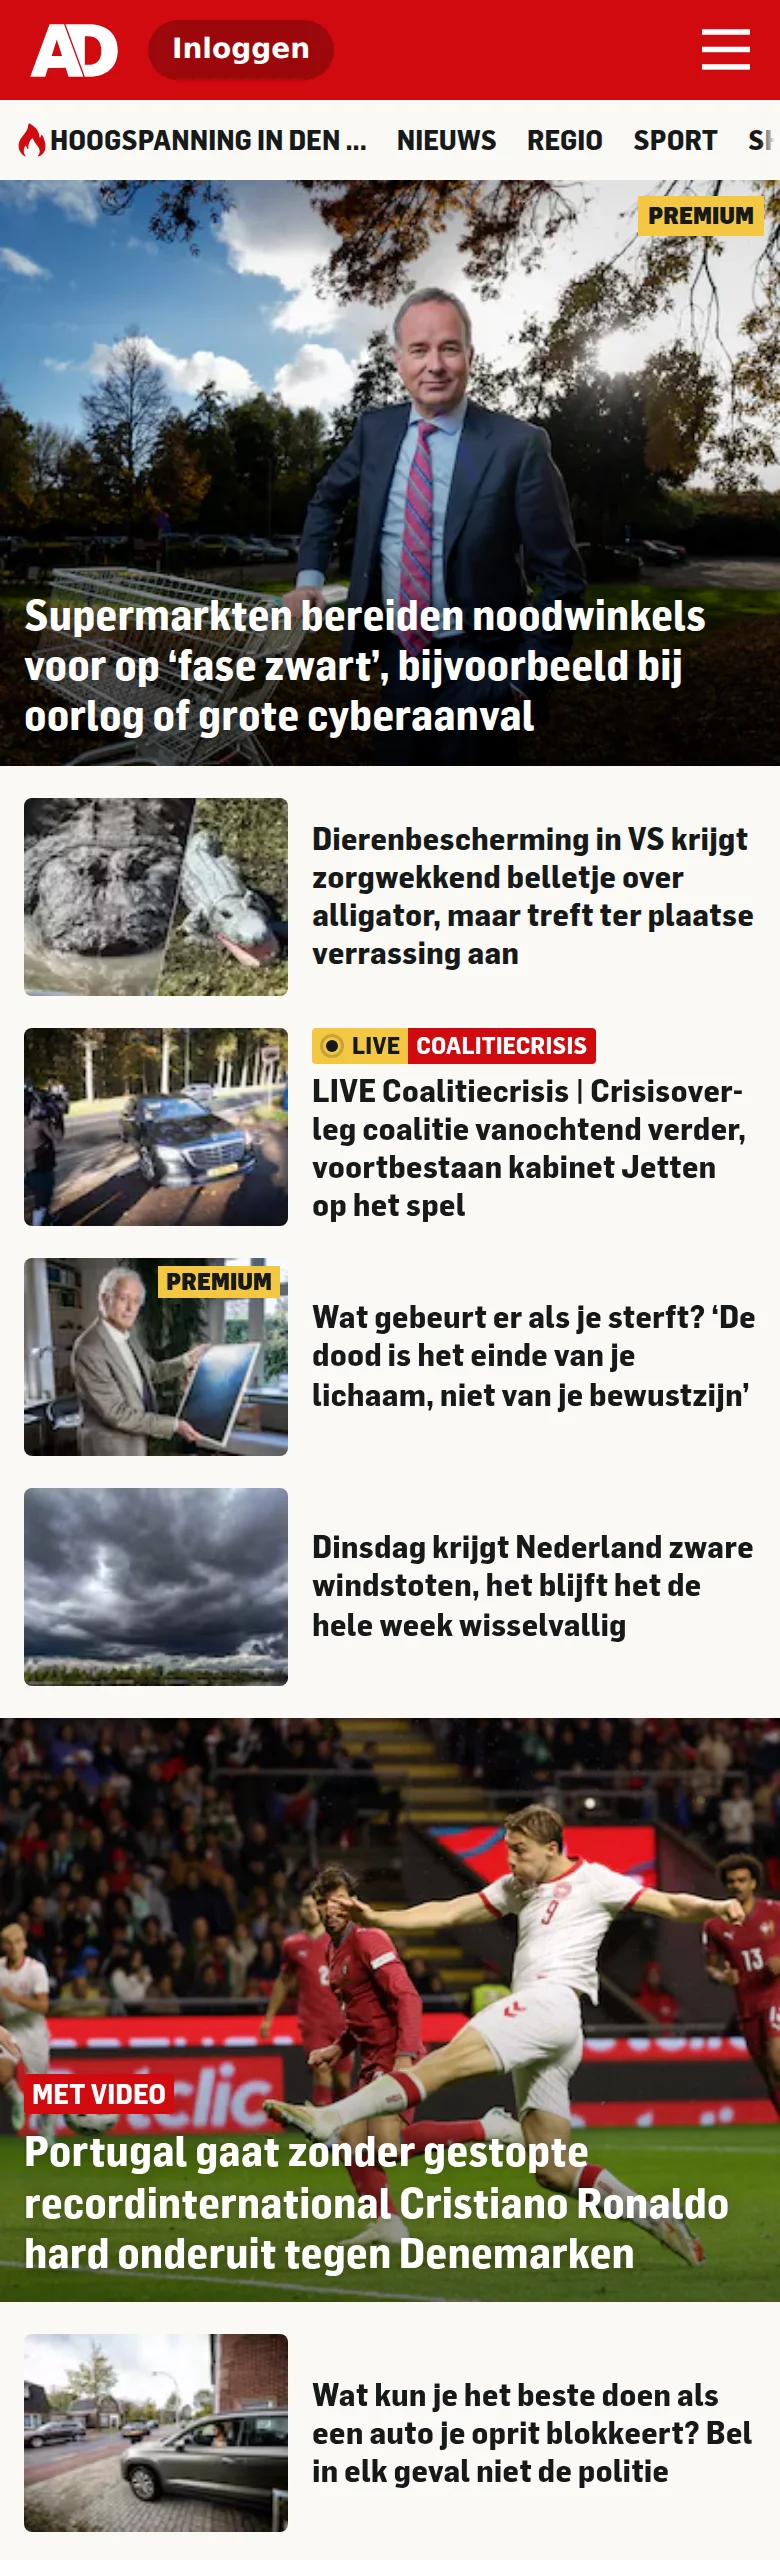 AD
Inloggen
HOOGSPANNING IN DEN ...
NIEUWS
REGIO
SPORT
PREMIUM
Supermarkten bereiden noodwinkels
voor op ‘fase zwart’, bijvoorbeeld bij
oorlog of grote cyberaanval
Dierenbescherming in VS krijgt
zorgwekkend belletje over
alligator, maar treft ter plaatse
verrassing aan
LIVE COALITIECRISIS
LIVE Coalitiecrisis | Crisisover-
leg coalitie vanochtend verder,
voortbestaan kabinet Jetten
op het spel
PREMIUM
Wat gebeurt er als je sterft? ‘De
dood is het einde van je
lichaam, niet van je bewustzijn’
Dinsdag krijgt Nederland zware
windstoten, het blijft het de
hele week wisselvallig
9
13
MET VIDEO
Portugal gaat zonder gestopte
recordinternational Cristiano Ronaldo
hard onderuit tegen Denemarken
Wat kun je het beste doen als
een auto je oprit blokkeert? Bel
in elk geval niet de politie